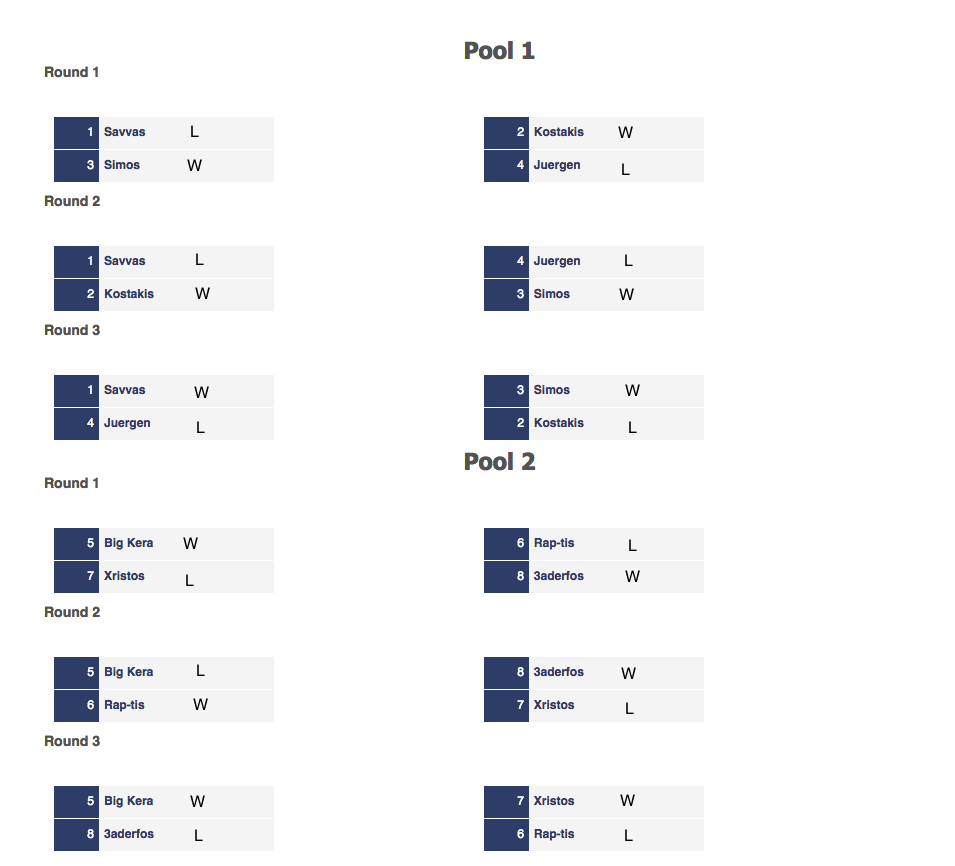 Pool 1
Round 1
1 Savvas L
3 Simos W
2 Kostakis W
4 Juergen L
Round 2
1 Savvas L
2 Kostakis W
4 Juergen L
3 Simos W
Round 3
1 Savvas W
4 Juergen L
3 Simos W
2 Kostakis L
Pool 2
Round 1
5 Big Kera W
7 Xristos L
6 Rap-tis L
8 3aderfos W
Round 2
5 Big Kera L
6 Rap-tis W
8 3aderfos W
7 Xristos L
Round 3
5 Big Kera W
8 3aderfos L
7 Xristos W
6 Rap-tis L